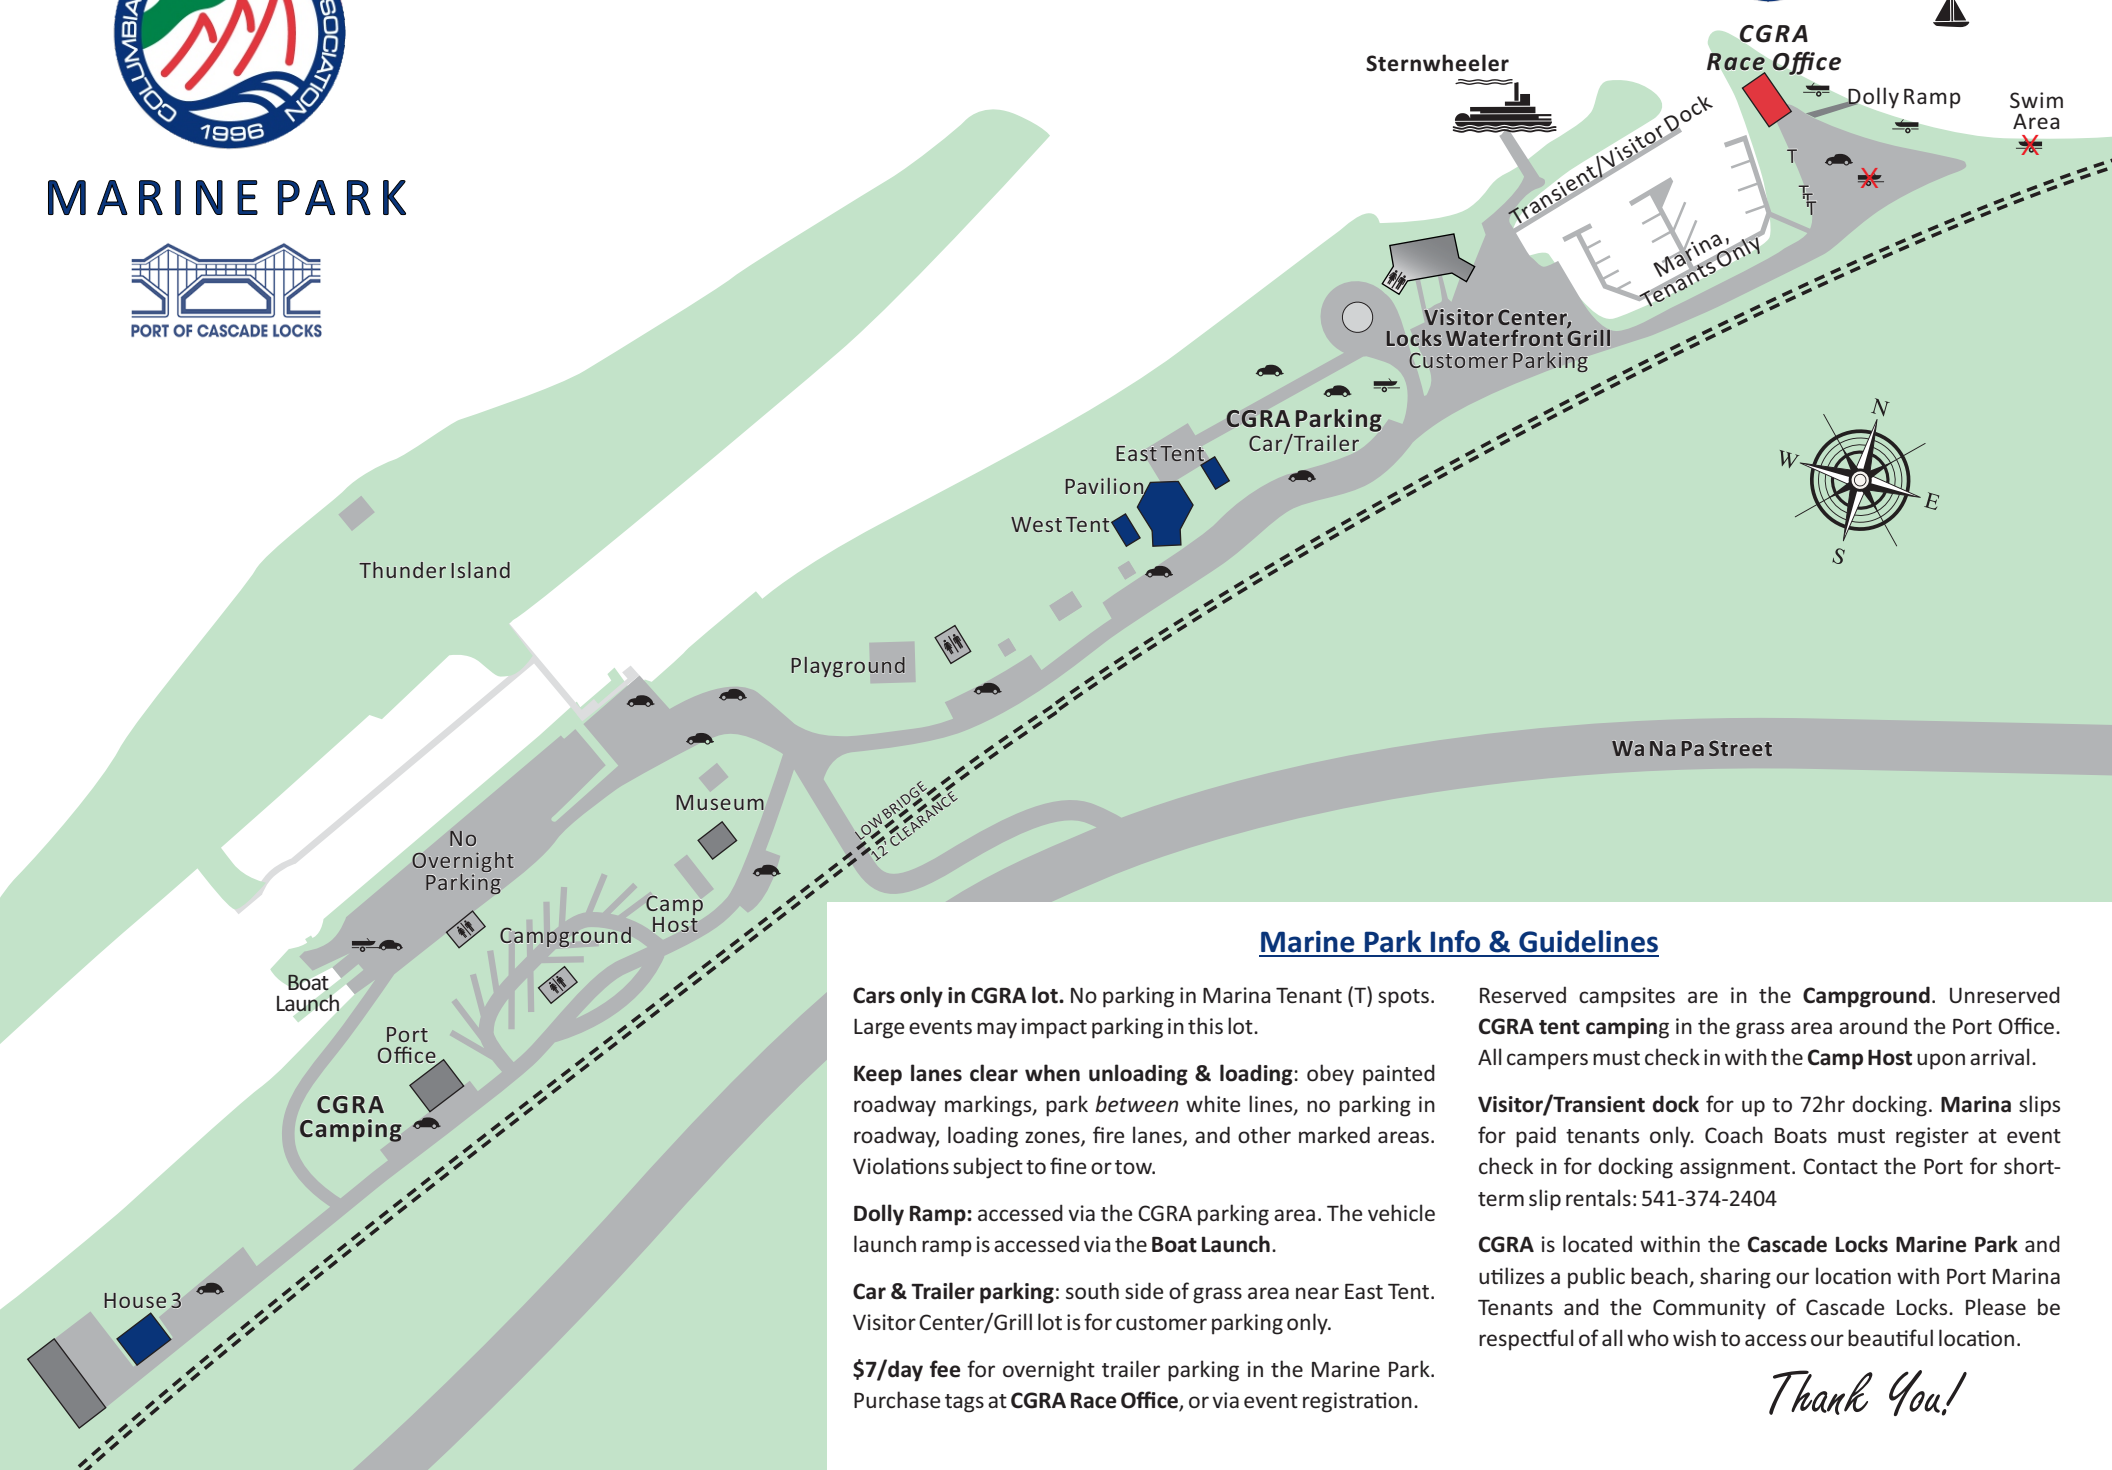 COLUMBIA
SOCIATION
1996
MARINE PARK
PORT OF CASCADE LOCKS
Sternwheeler
CGRA
Race Office
Dolly Ramp
Swim
Area
Transient/Visitor Dock
T
T
T
T
Marina,
Tenants Only
Visitor Center,
Locks Waterfront Grill
Customer Parking
CGRA Parking
Car/Trailer
East Tent
Pavilion
West Tent
N
W
E
S
Thunder Island
Playground
Wa Na Pa Street
LOW BRIDGE
12' CLEARANCE
Museum
No
Overnight
Parking
Camp
Host
Campground
Boat
Launch
Port
Office
CGRA
Camping
House 3
Marine Park Info & Guidelines
Cars only in CGRA lot. No parking in Marina Tenant (T) spots.
Large events may impact parking in this lot.
Keep lanes clear when unloading & loading: obey painted
roadway markings, park between white lines, no parking in
roadway, loading zones, fire lanes, and other marked areas.
Violations subject to fine or tow.
Dolly Ramp: accessed via the CGRA parking area. The vehicle
launch ramp is accessed via the Boat Launch.
Car & Trailer parking: south side of grass area near East Tent.
Visitor Center/Grill lot is for customer parking only.
$7/day fee for overnight trailer parking in the Marine Park.
Purchase tags at CGRA Race Office, or via event registration.
Reserved campsites are in the Campground. Unreserved
CGRA tent camping in the grass area around the Port Office.
All campers must check in with the Camp Host upon arrival.
Visitor/Transient dock for up to 72hr docking. Marina slips
for paid tenants only. Coach Boats must register at event
check in for docking assignment. Contact the Port for short-
term slip rentals: 541-374-2404
CGRA is located within the Cascade Locks Marine Park and
utilizes a public beach, sharing our location with Port Marina
Tenants and the Community of Cascade Locks. Please be
respectful of all who wish to access our beautiful location.
Thank You!